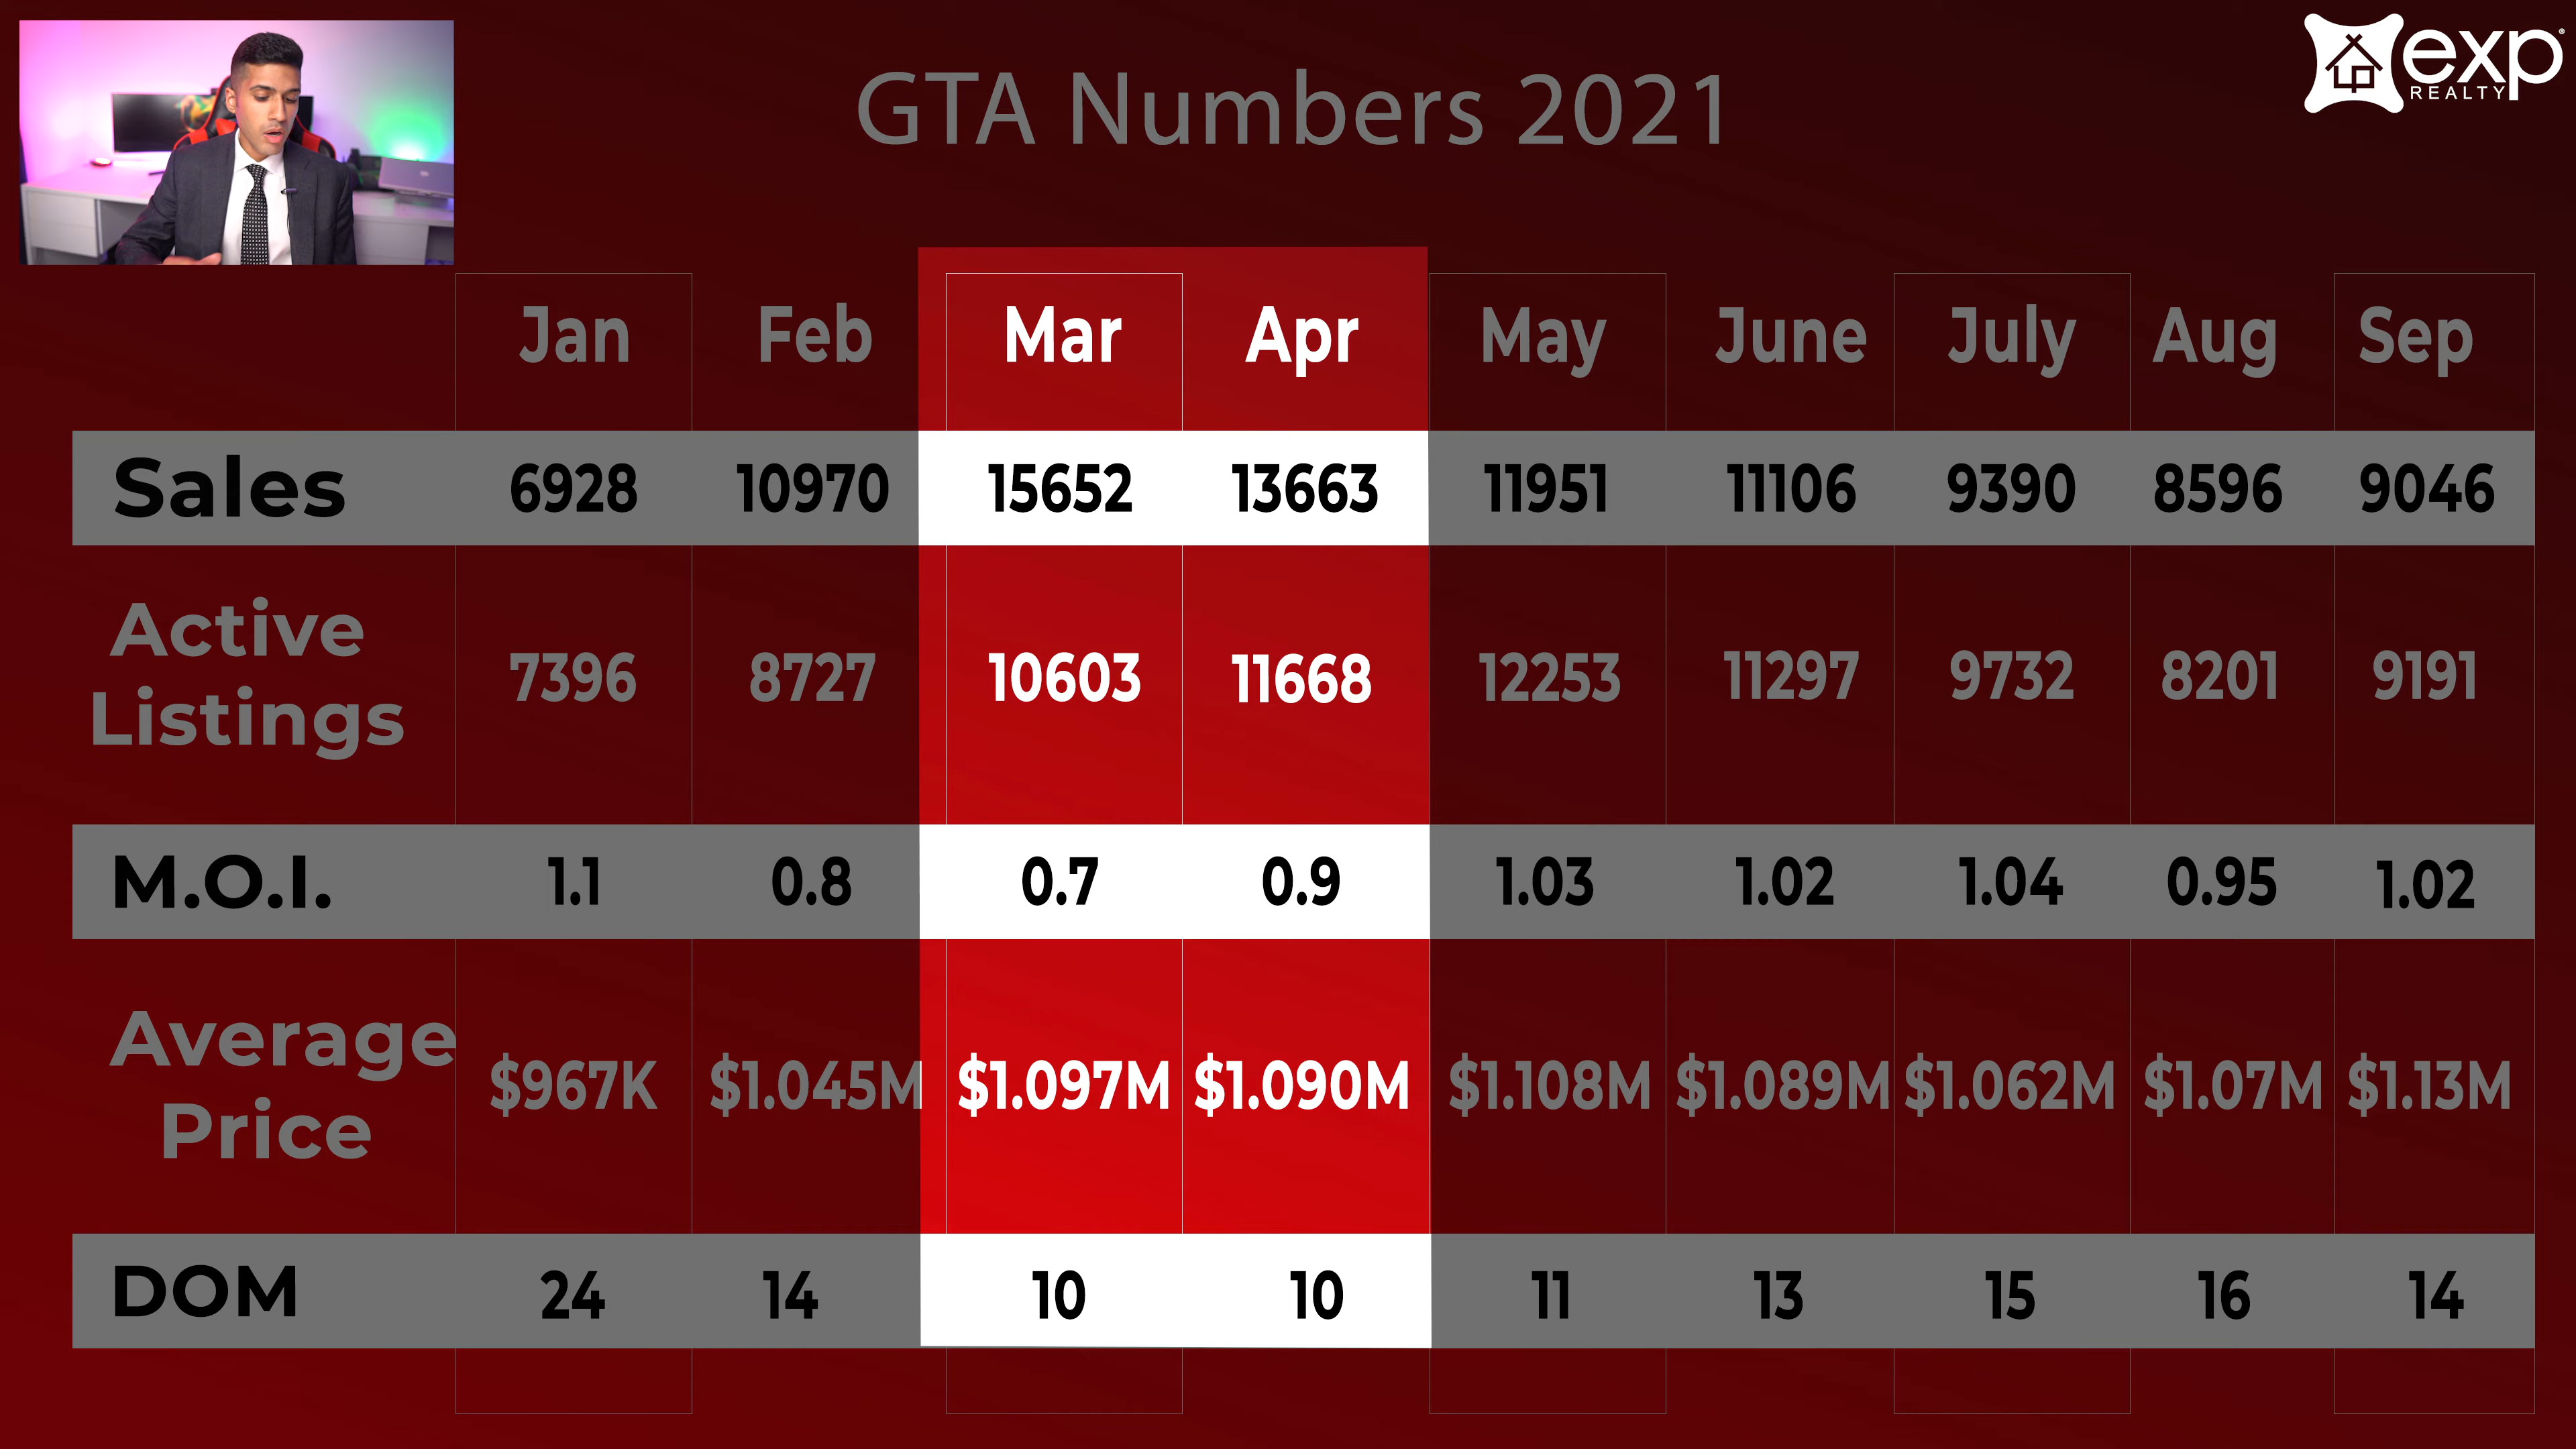 exp®
REALTY
GTA Numbers 2021
Jan Feb Mar Apr May June July Aug Sep
Sales 6928 10970 15652 13663 11951 11106 9390 8596 9046
Active
Listings 7396 8727 10603 11668 12253 11297 9732 8201 9191
M.O.I. 1.1 0.8 0.7 0.9 1.03 1.02 1.04 0.95 1.02
Average
Price $967K $1.045M $1.097M $1.090M $1.108M $1.089M $1.062M $1.07M $1.13M
DOM 24 14 10 10 11 13 15 16 14